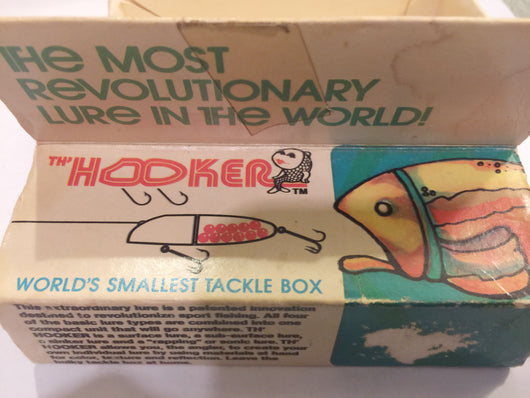 THE MOST
REVOLUTIONARY
LURE IN THE WORLD!
TH' HOOKER TM
WORLD'S SMALLEST TACKLE BOX
This extraordinary lure is a patented innovation
designed to revolutionize sport fishing. All four
of the basic lure types are combined into one
compact unit that will go anywhere. TH'
HOOKER is a surface lure, a sub-surface lure,
a sinker lure and a "rapping" or sonic lure. TH'
HOOKER allows you, the angler, to create your
own individual lure by using materials at hand
for color, texture and reflection. Leave the
bulky tackle box at home.